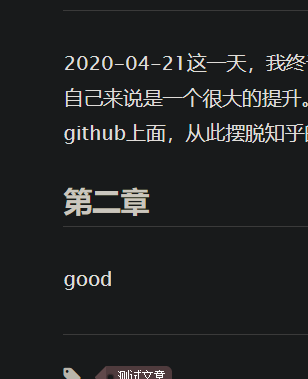 2020-04-21这一天，我终
自己来说是一个很大的提升。
github上面，从此摆脱知乎
第二章
good
测试文章